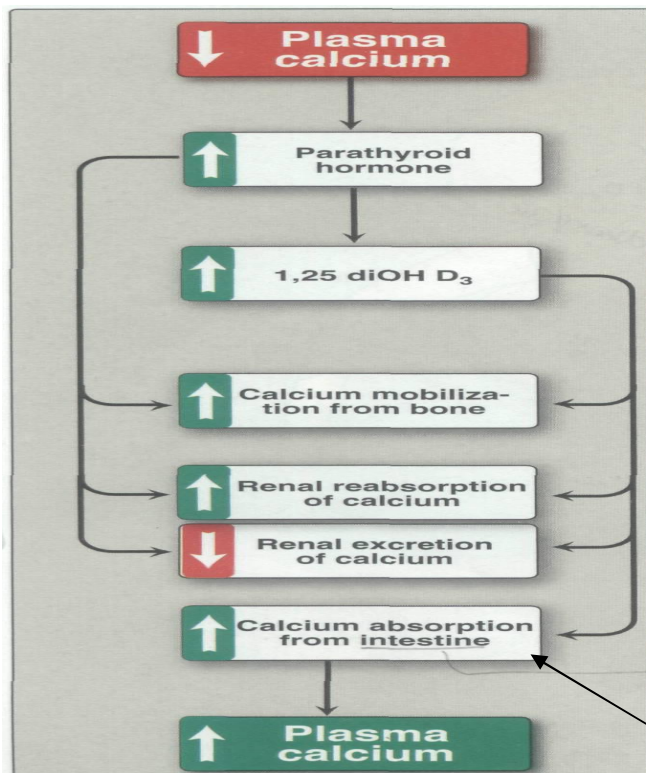 Plasma
calcium
Parathyroid
hormone
1,25 diOH D₃
Calcium mobiliza-
tion from bone
Renal reabsorption
of calcium
Renal excretion
of calcium
Calcium absorption
from intestine
Plasma
calcium